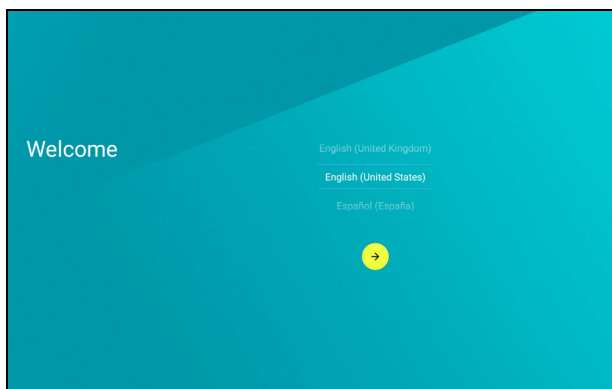 Welcome
English (United Kingdom)
English (United States)
Español (España)